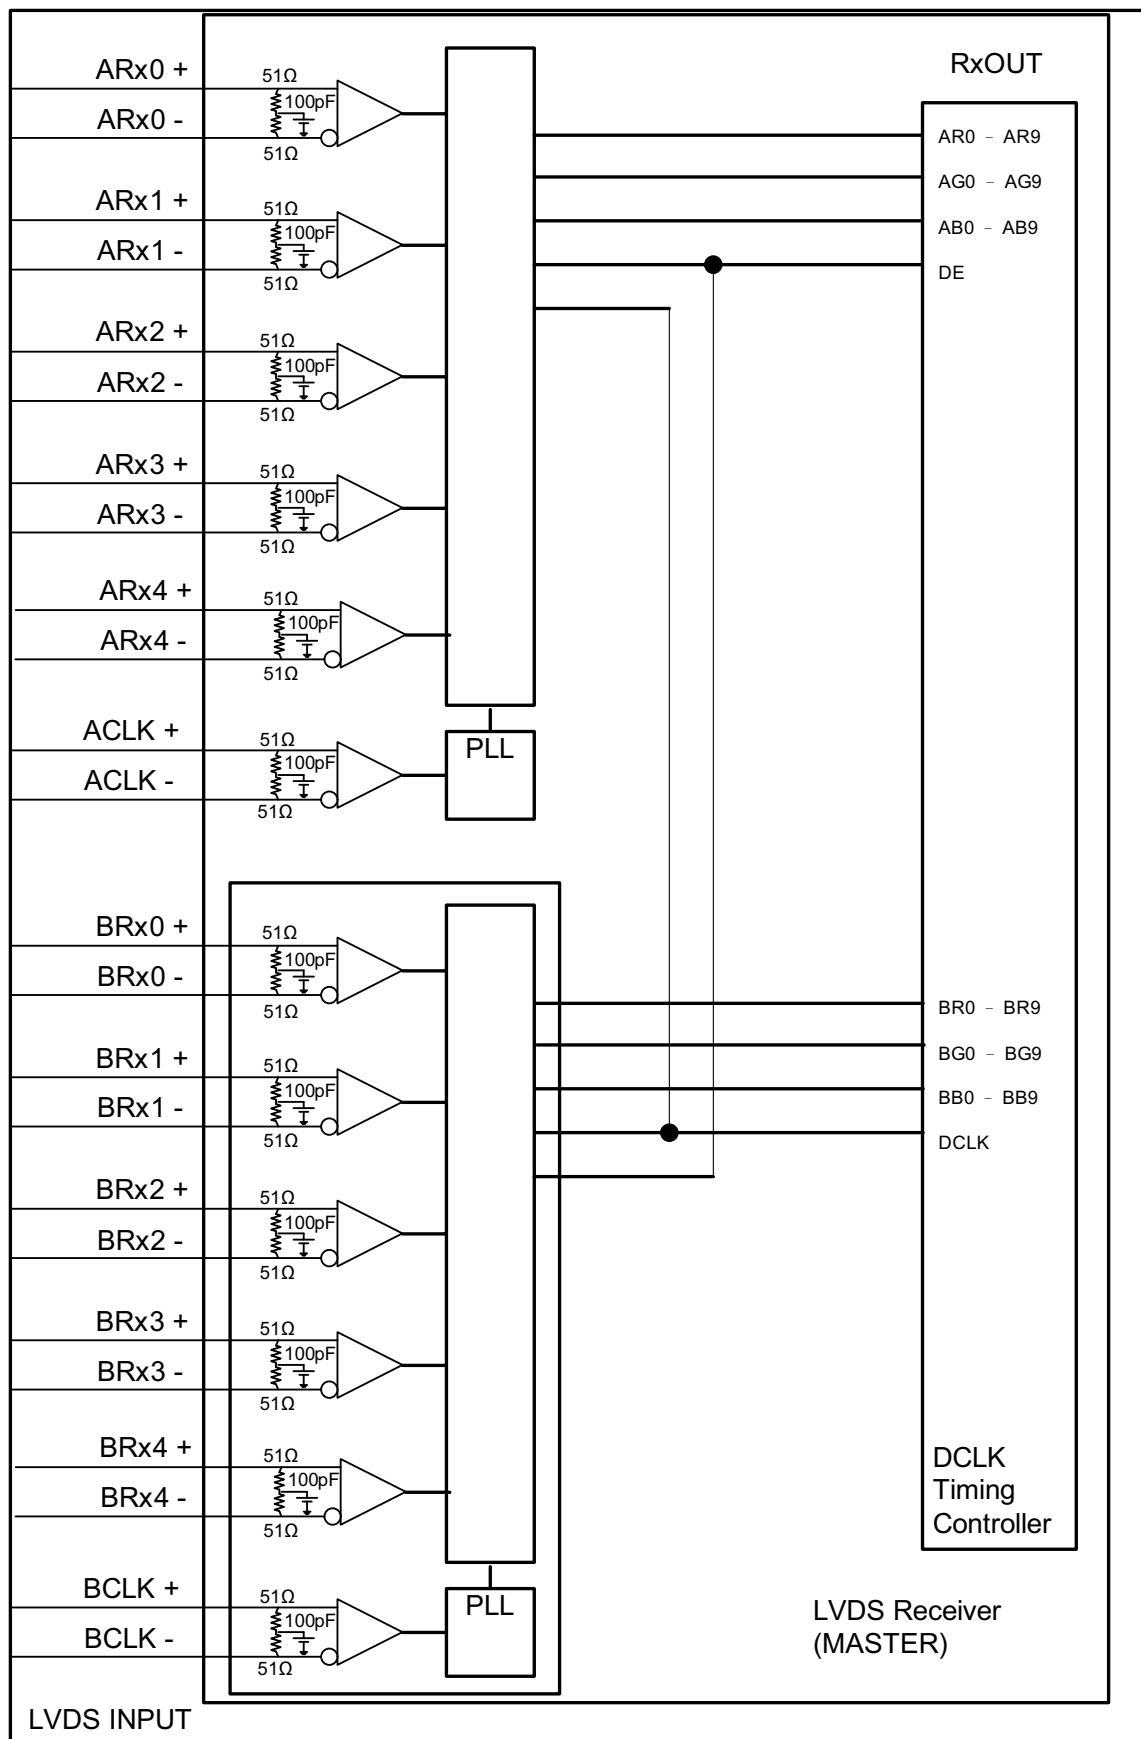 RxOUT
ARx0 +
51Ω
100pF
ARx0 -
51Ω
AR0 – AR9
AG0 – AG9
ARx1 +
51Ω
100pF
ARx1 -
51Ω
AB0 – AB9
DE
ARx2 +
51Ω
100pF
ARx2 -
51Ω
ARx3 +
51Ω
100pF
ARx3 -
51Ω
ARx4 +
51Ω
100pF
ARx4 -
51Ω
ACLK +
51Ω
100pF
ACLK -
51Ω
PLL
BRx0 +
51Ω
100pF
BRx0 -
51Ω
BR0 – BR9
BG0 – BG9
BRx1 +
51Ω
100pF
BRx1 -
51Ω
BB0 – BB9
DCLK
BRx2 +
51Ω
100pF
BRx2 -
51Ω
BRx3 +
51Ω
100pF
BRx3 -
51Ω
BRx4 +
51Ω
100pF
BRx4 -
51Ω
DCLK
Timing
Controller
BCLK +
51Ω
100pF
BCLK -
51Ω
PLL
LVDS Receiver
(MASTER)
LVDS INPUT